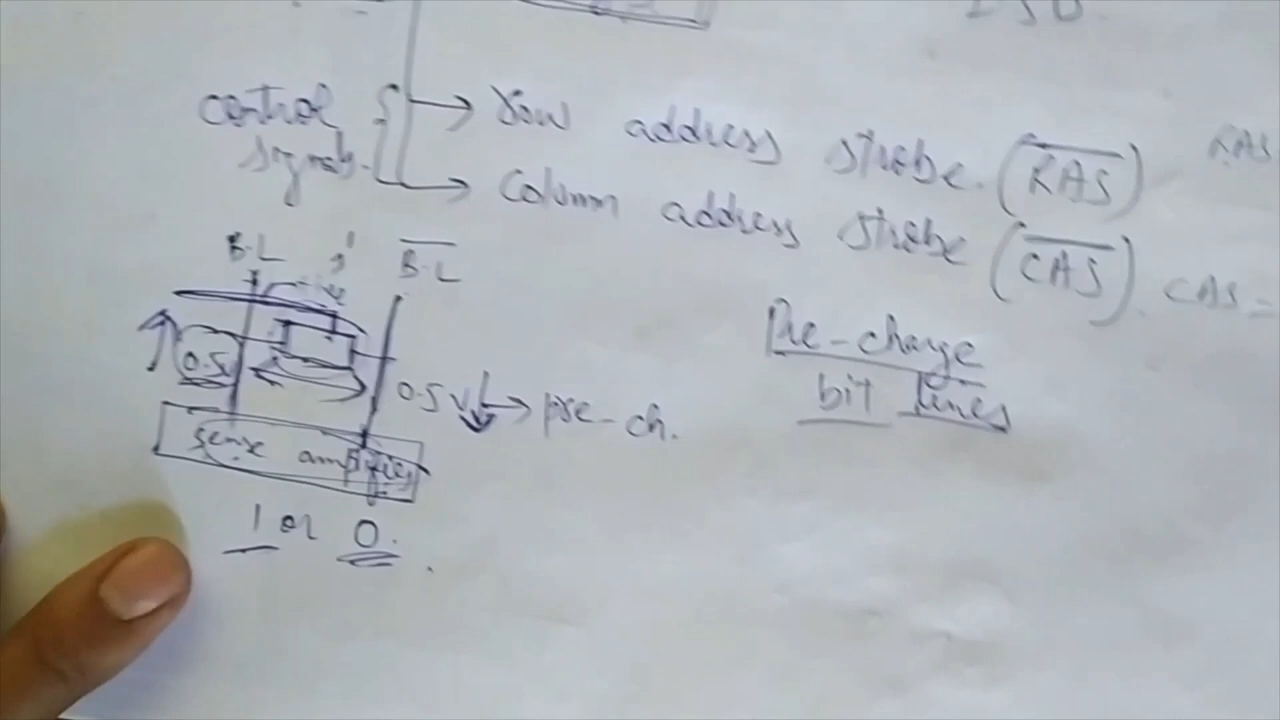 control
signals.
→ Row address strobe. (R̅A̅S̅)
RAS
→ Column address strobe (C̅A̅S̅).
CAS =
B.L
B̅.̅L̅
0.5v
0.5v ↓ → pre-ch.
Pre-charge
bit lines
sense amplifier
1 or 0.